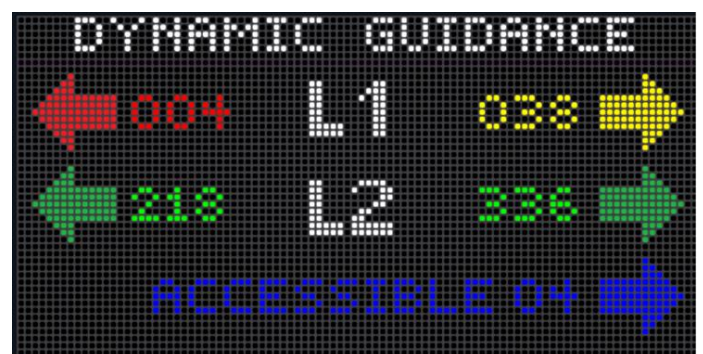 DYNAMIC GUIDANCE
004 L1 038
218 L2 336
ACCESSIBLE 04